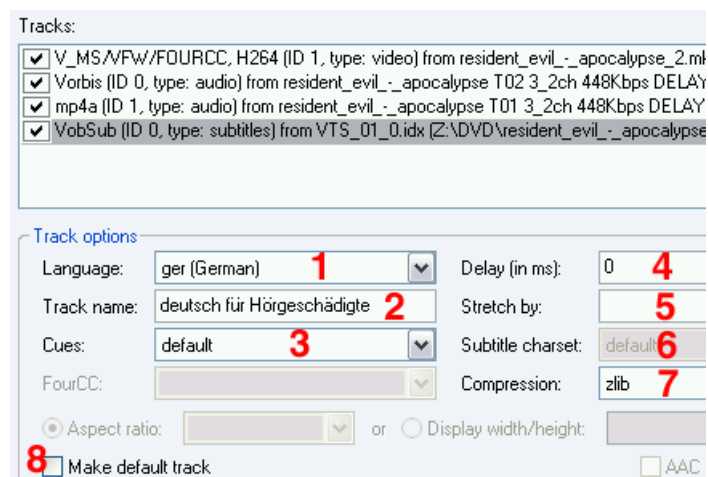 Tracks:
V_MS/VFW/FOURCC, H264 (ID 1, type: video) from resident_evil_-_apocalypse_2.mk
Vorbis (ID 0, type: audio) from resident_evil_-_apocalypse T02 3_2ch 448Kbps DELAY
mp4a (ID 1, type: audio) from resident_evil_-_apocalypse T01 3_2ch 448Kbps DELAY
VobSub (ID 0, type: subtitles) from VTS_01_0.idx (Z:\DVD\resident_evil_-_apocalypse
Track options
Language: ger (German) 1 Delay (in ms): 0 4
Track name: deutsch für Hörgeschädigte 2 Stretch by: 5
Cues: default 3 Subtitle charset: default 6
FourCC: Compression: zlib 7
Aspect ratio: or Display width/height:
8 Make default track AAC